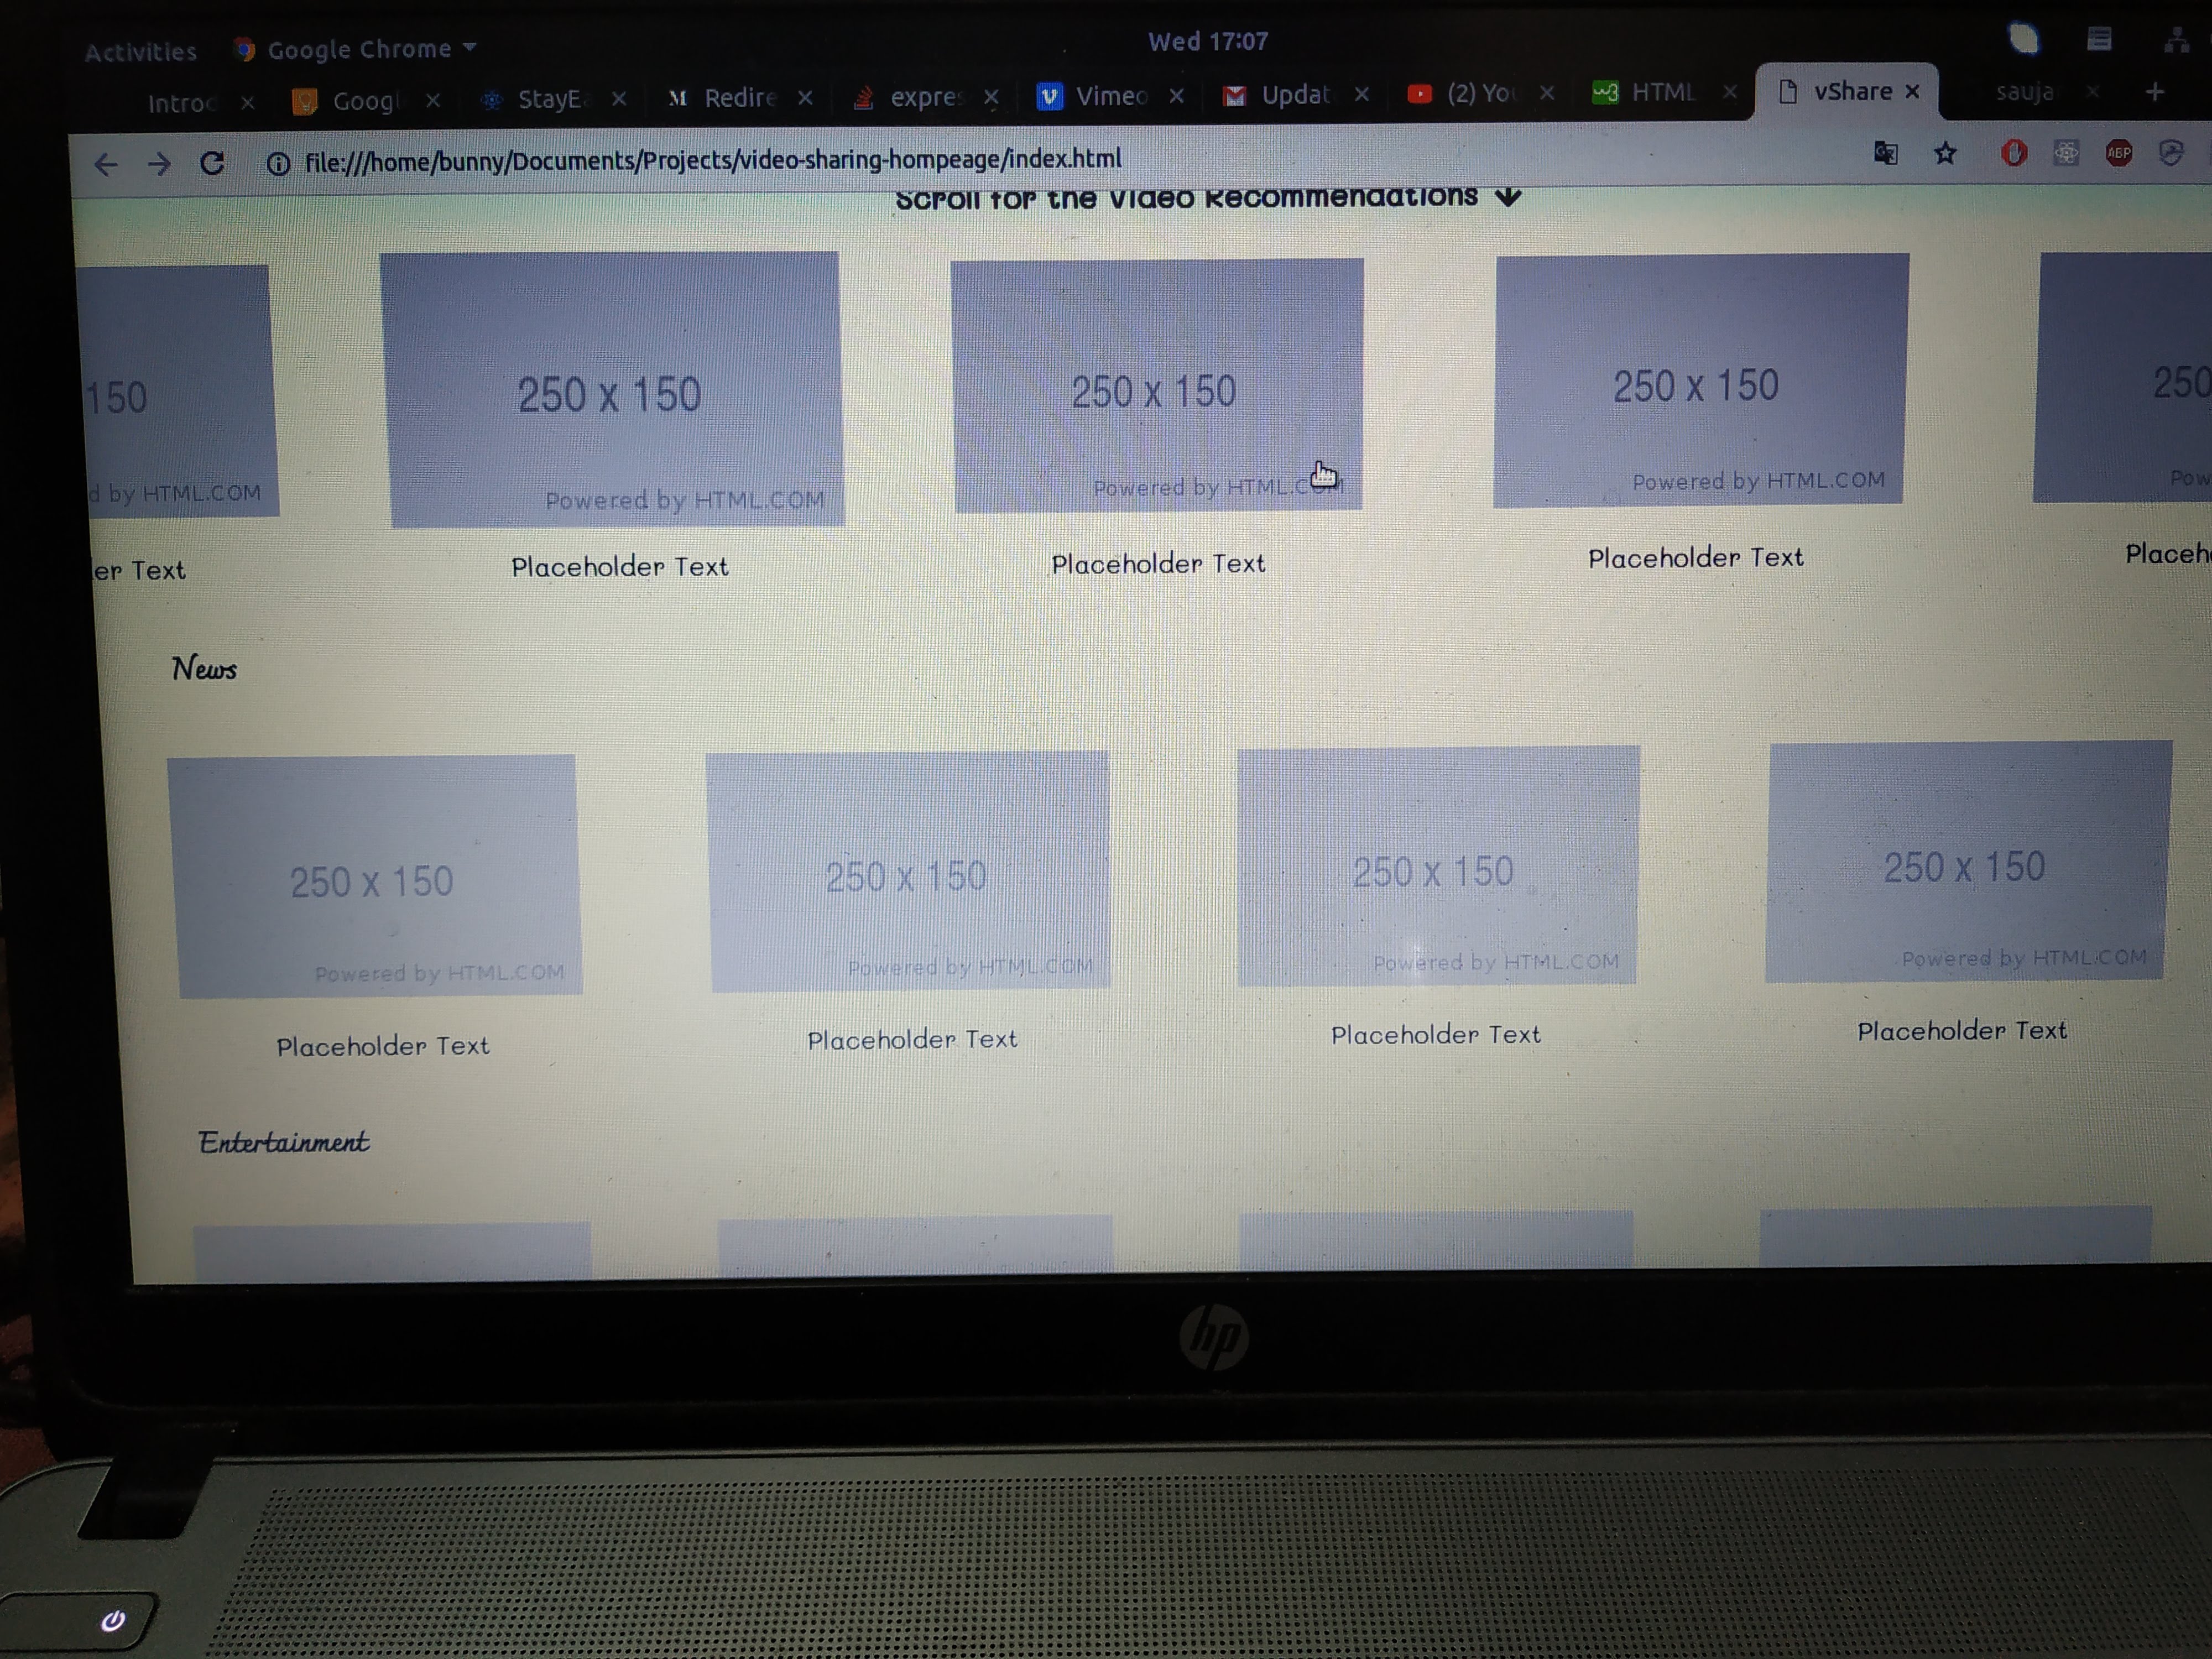 Activities Google Chrome Wed 17:07
Introc Googl StayE Redire expre Vimeo Updat (2) You HTML vShare sauja
file:///home/bunny/Documents/Projects/video-sharing-hompeage/index.html ABP
Scroll for the Video Recommendations
150 250 x 150 250 x 150 250 x 150 250
d by HTML.COM Powered by HTML.COM Powered by HTML.COM Powered by HTML.COM Pow
er Text Placeholder Text Placeholder Text Placeholder Text Placeh
News
250 x 150 250 x 150 250 x 150 250 x 150
Powered by HTML.COM Powered by HTML.COM Powered by HTML.COM Powered by HTML.COM
Placeholder Text Placeholder Text Placeholder Text Placeholder Text
Entertainment
hp